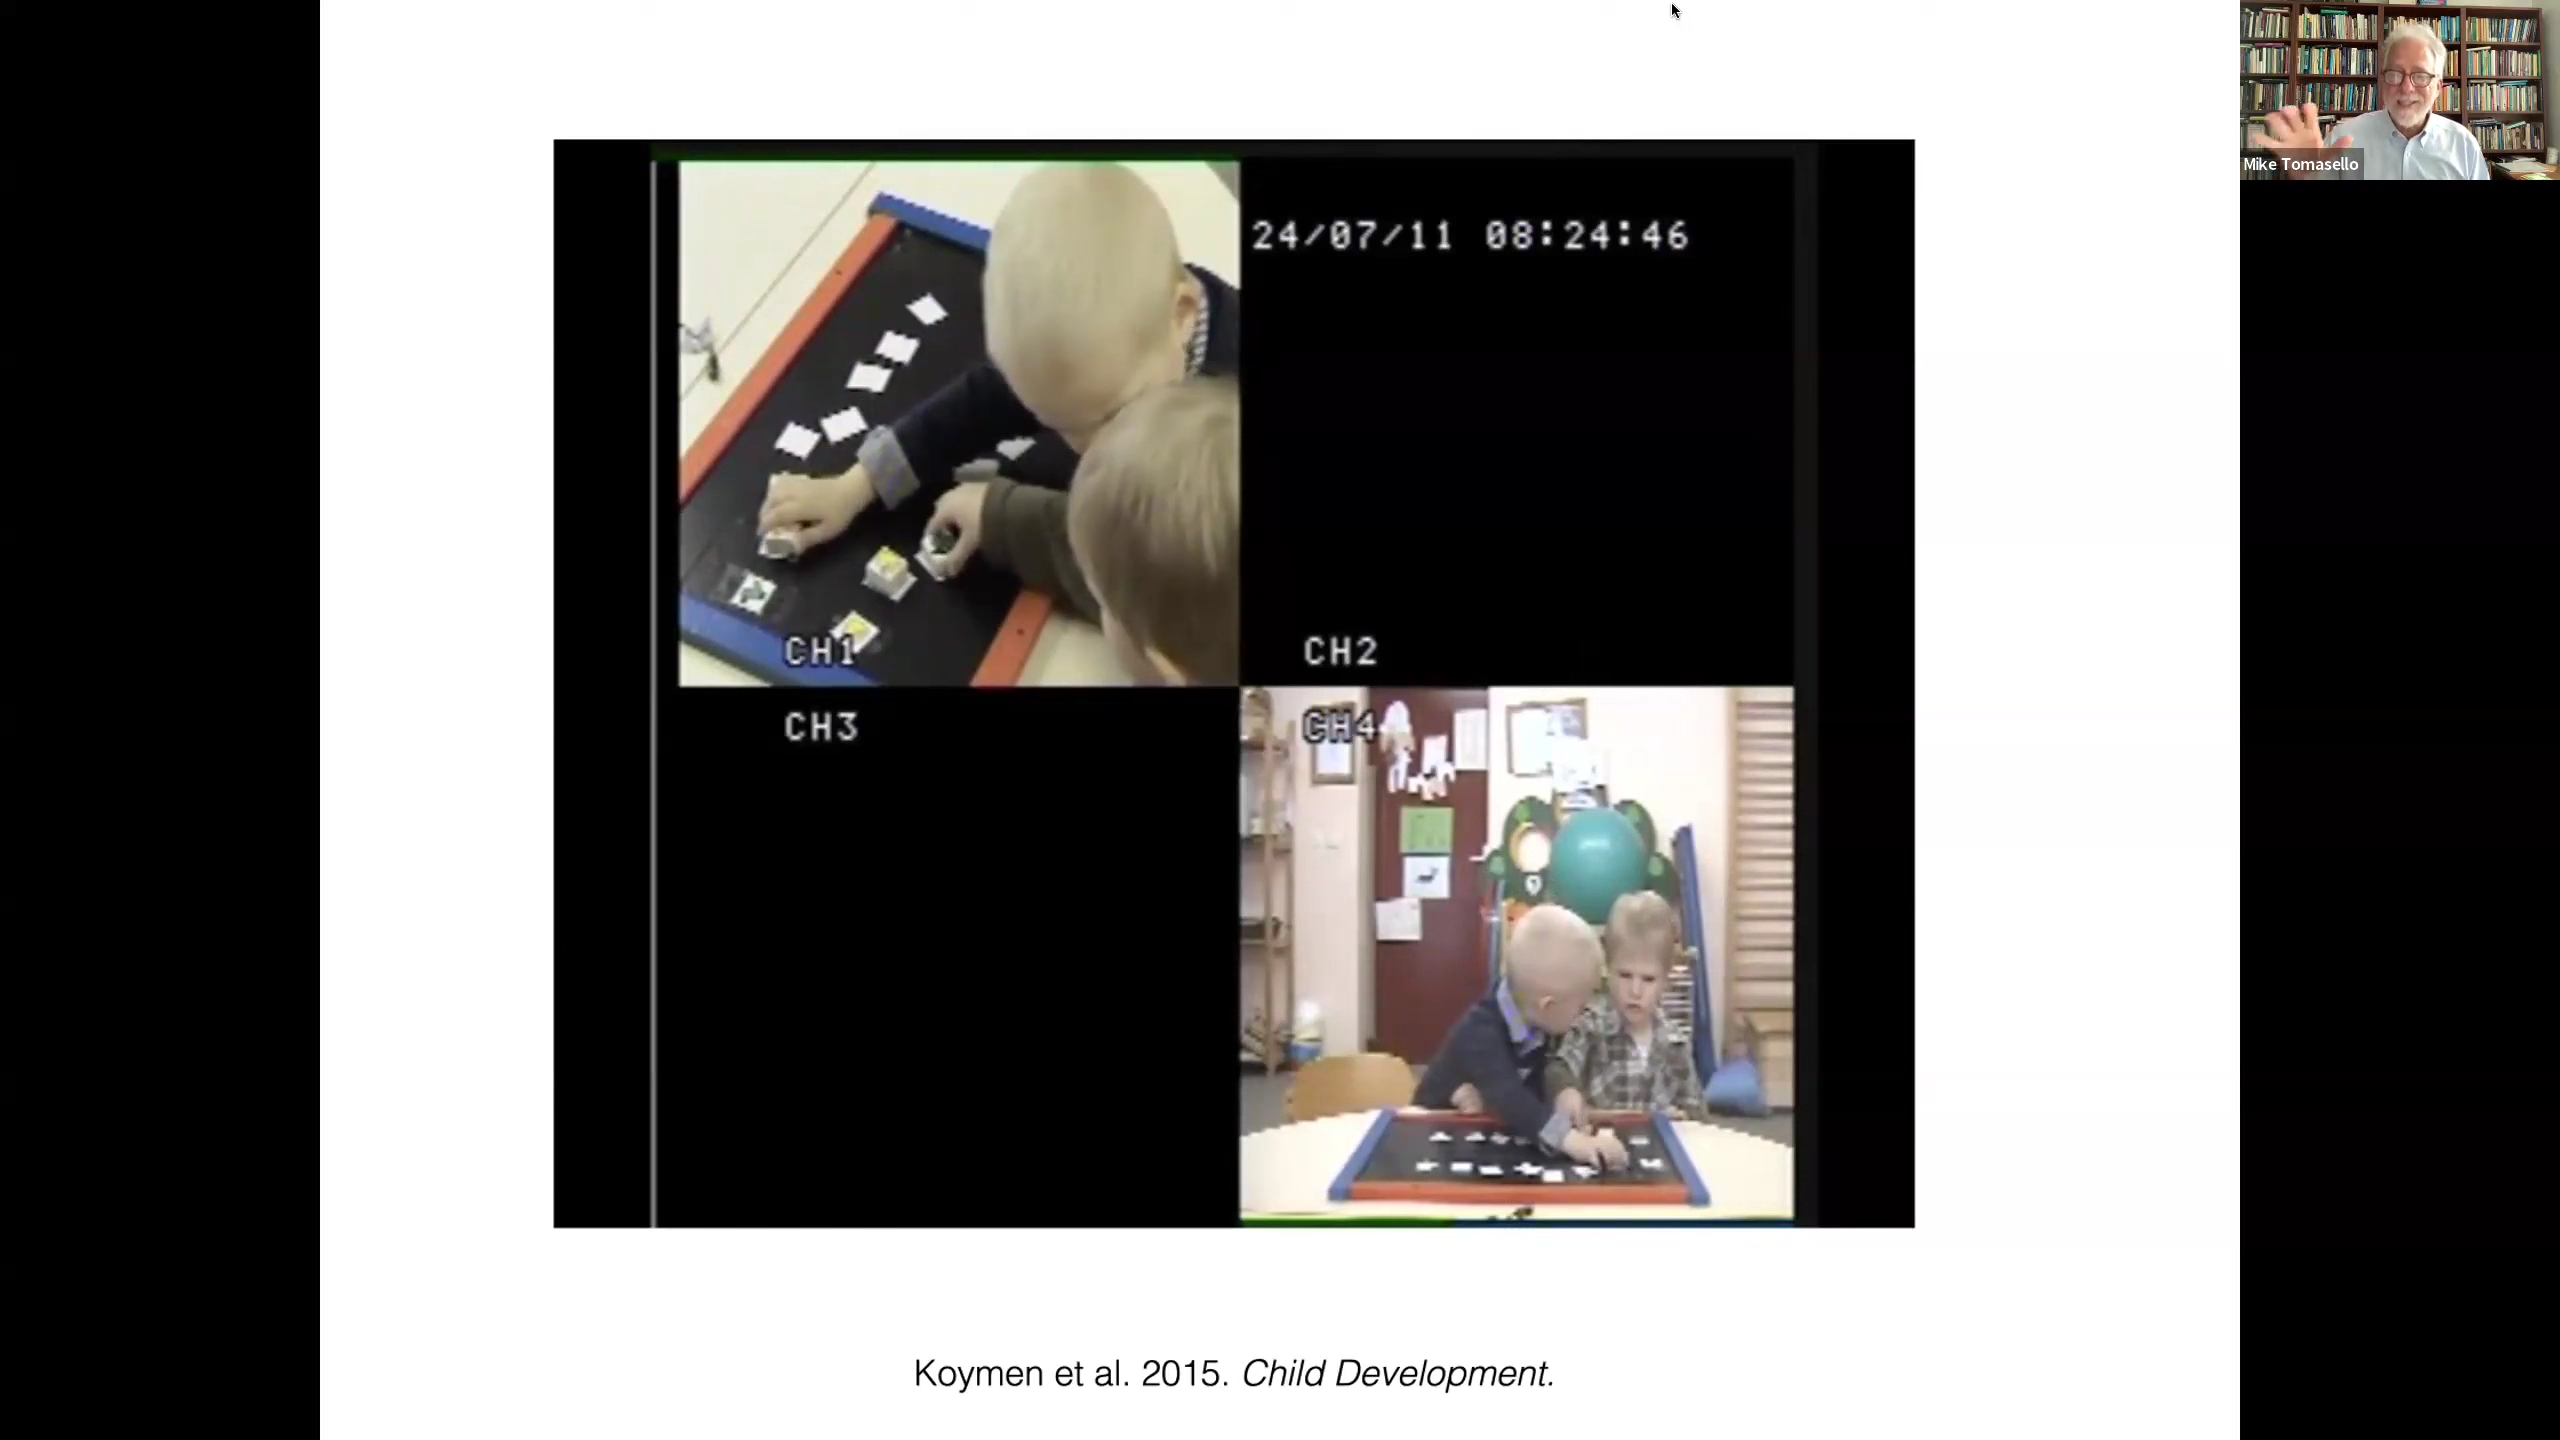 Mike Tomasello
24/07/11 08:24:46
CH1
CH2
CH3
CH4
Koymen et al. 2015. Child Development.